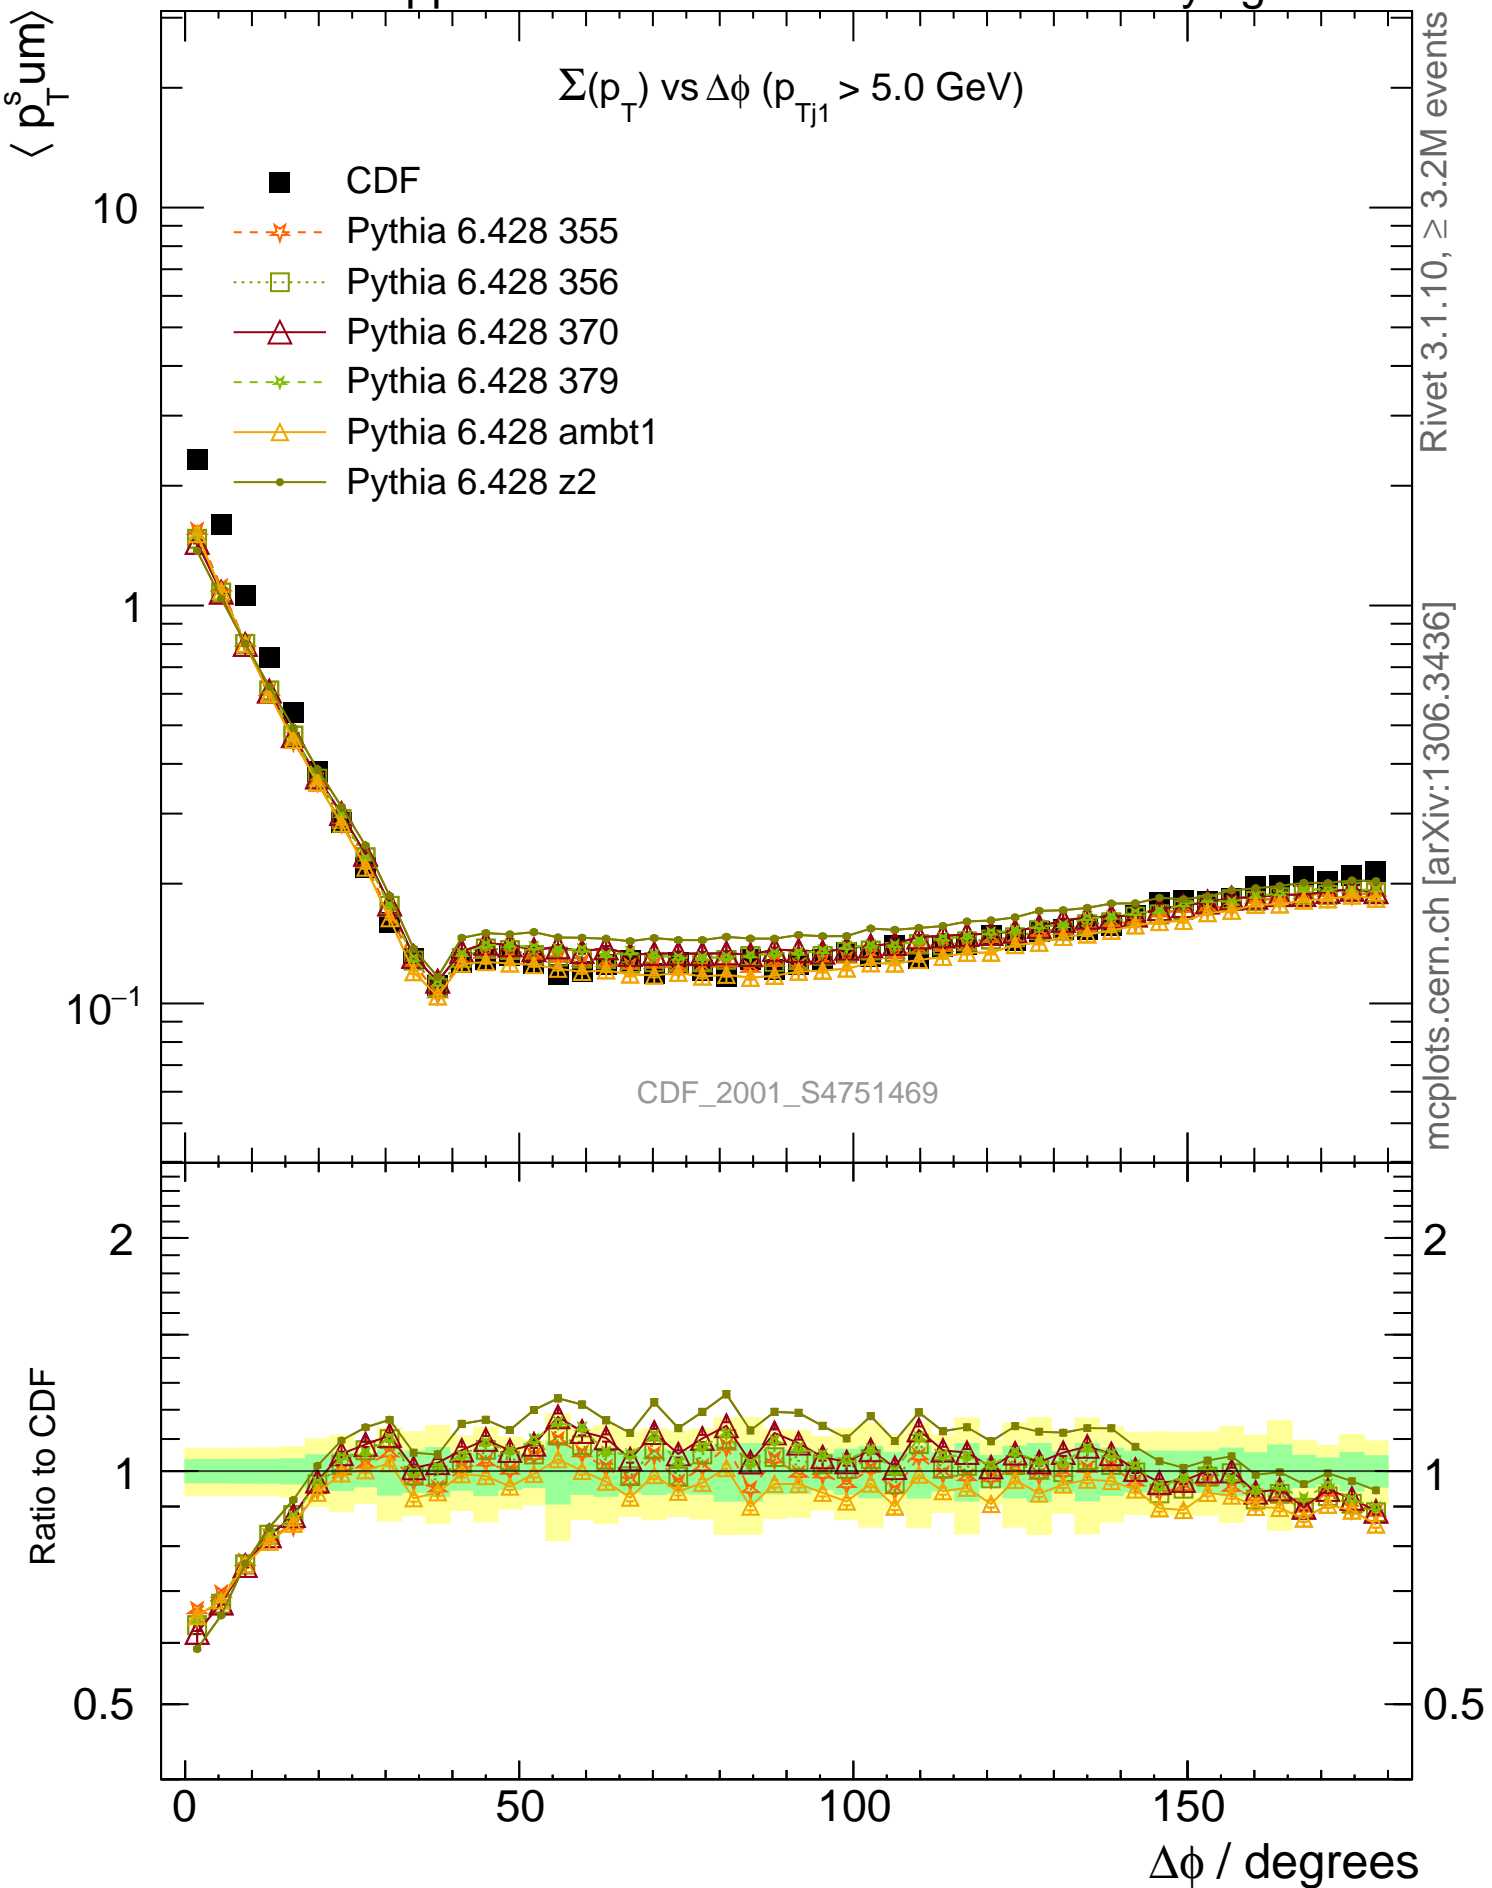 Σ(p_T) vs Δϕ (p_Tj1 > 5.0 GeV)
⟨ p_T^s um⟩
CDF
Pythia 6.428 355
Pythia 6.428 356
Pythia 6.428 370
Pythia 6.428 379
Pythia 6.428 ambt1
Pythia 6.428 z2
10
1
10⁻¹
CDF_2001_S4751469
Rivet 3.1.10, ≥ 3.2M events
mcplots.cern.ch [arXiv:1306.3436]
Ratio to CDF
2
1
0.5
2
1
0.5
0 50 100 150
Δϕ / degrees